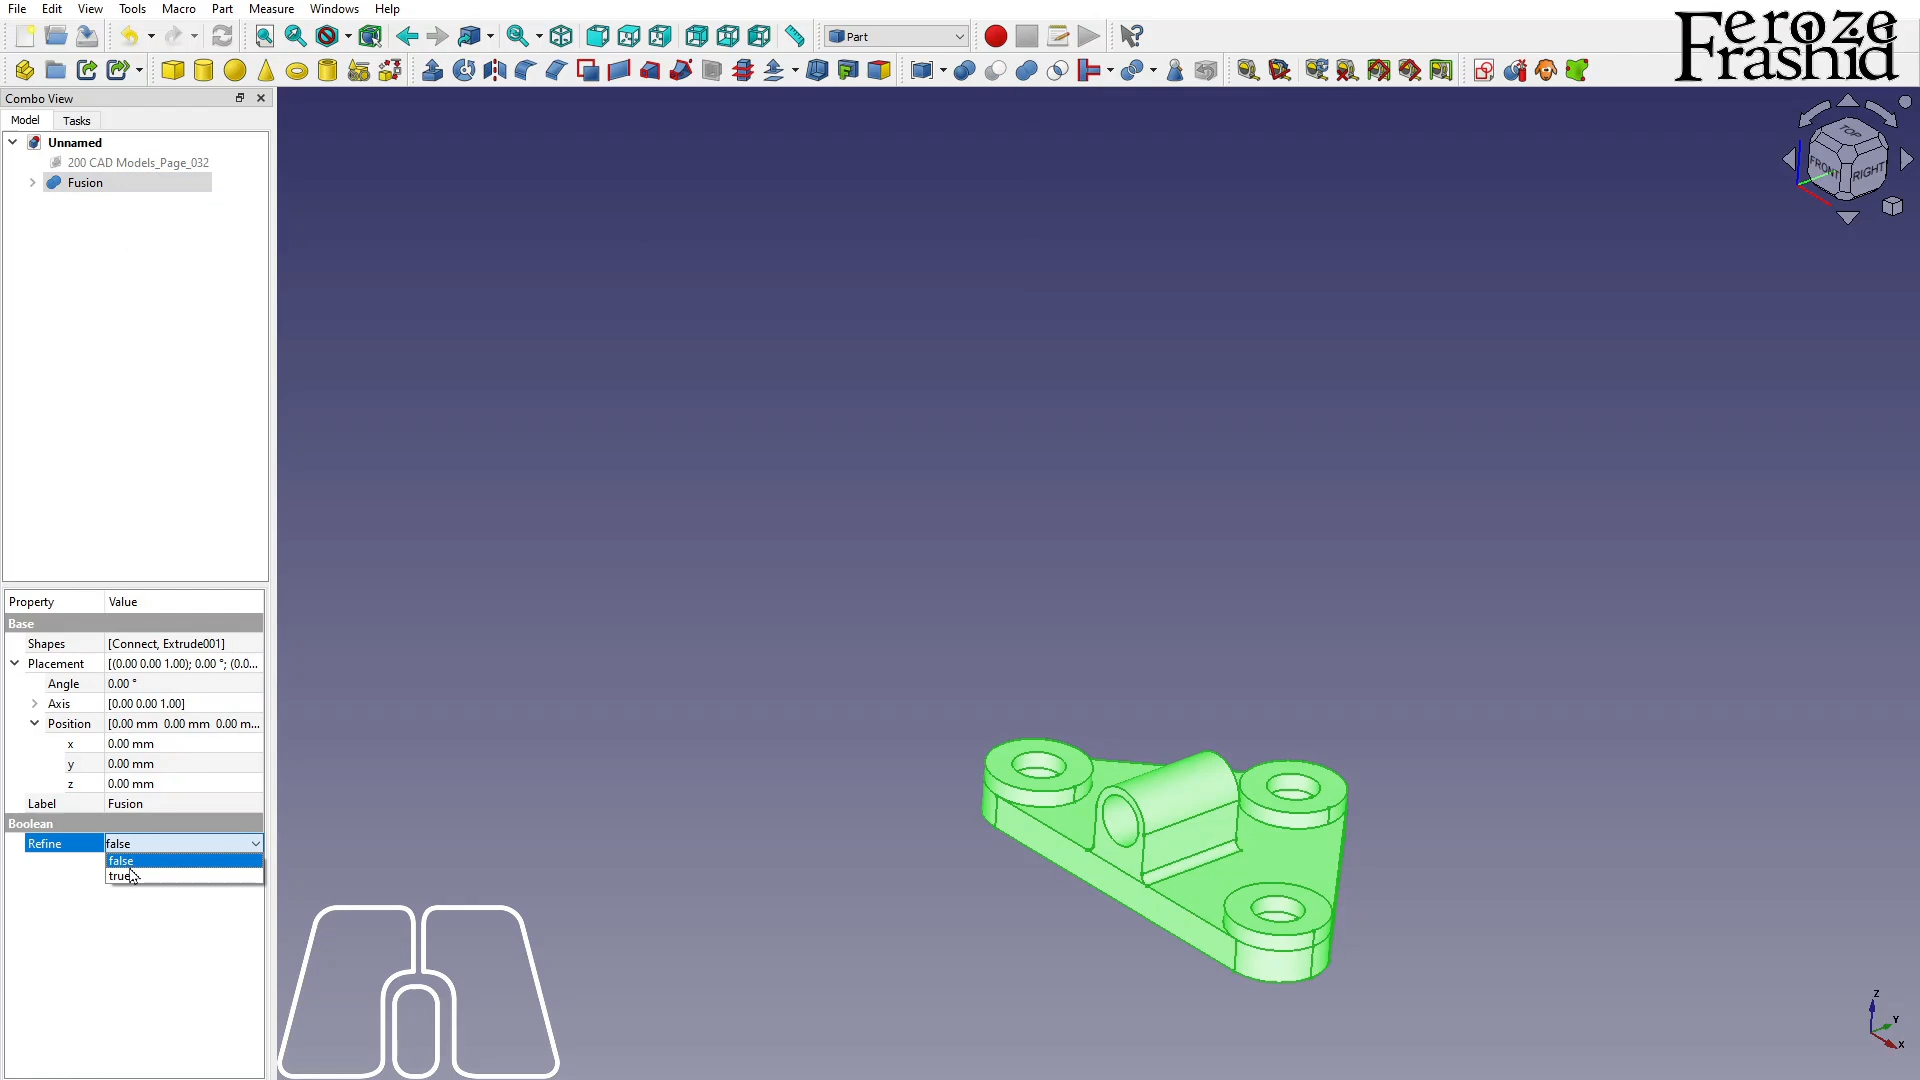 File Edit View Tools Macro Part Measure Windows Help
Part
Feroze
Frashid
Combo View
Model Tasks
Unnamed
200 CAD Models_Page_032
Fusion
TOP
FRONT
RIGHT
Property Value
Base
Shapes [Connect, Extrude001]
Placement [(0.00 0.00 1.00); 0.00 °; (0.0...
Angle 0.00 °
Axis [0.00 0.00 1.00]
Position [0.00 mm 0.00 mm 0.00 m...
x 0.00 mm
y 0.00 mm
z 0.00 mm
Label Fusion
Boolean
Refine false
false
true
Z
Y
X